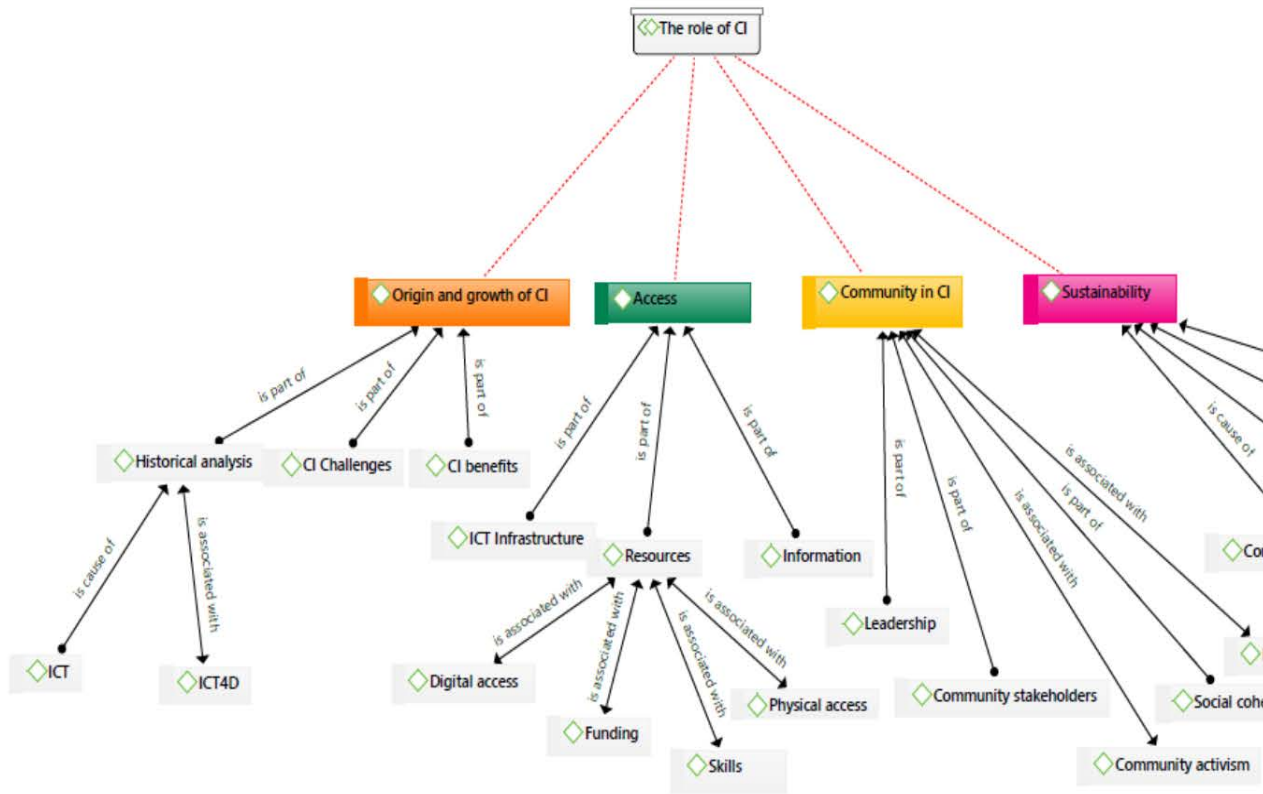 The role of CI
Origin and growth of CI
Access
Community in CI
Sustainability
is part of
is part of
is part of
is part of
is part of
is part of
is part of
is part of
is associated with
is part of
is associated with
is cause of
Historical analysis
CI Challenges
CI benefits
ICT Infrastructure
Resources
Information
Leadership
is cause of
is associated with
is associated with
is associated with
is associated with
is associated with
ICT
ICT4D
Digital access
Funding
Skills
Physical access
Community stakeholders
Social
Community activism